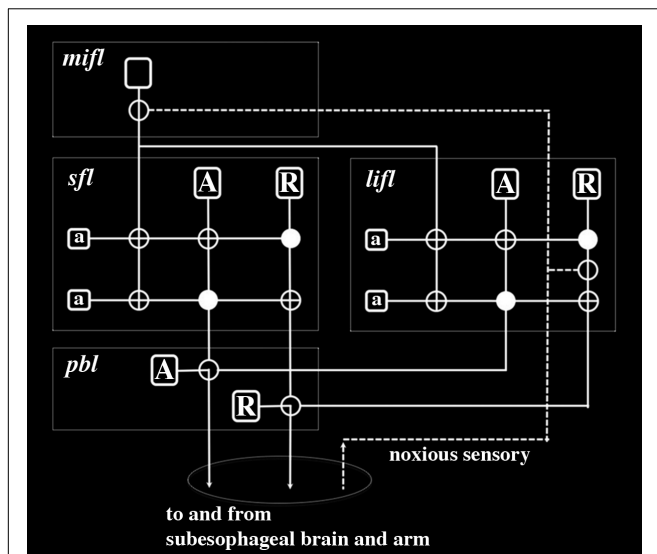 mifl
sfl
A
R
a
a
lifl
A
R
a
a
pbl
A
R
noxious sensory
to and from
subesophageal brain and arm